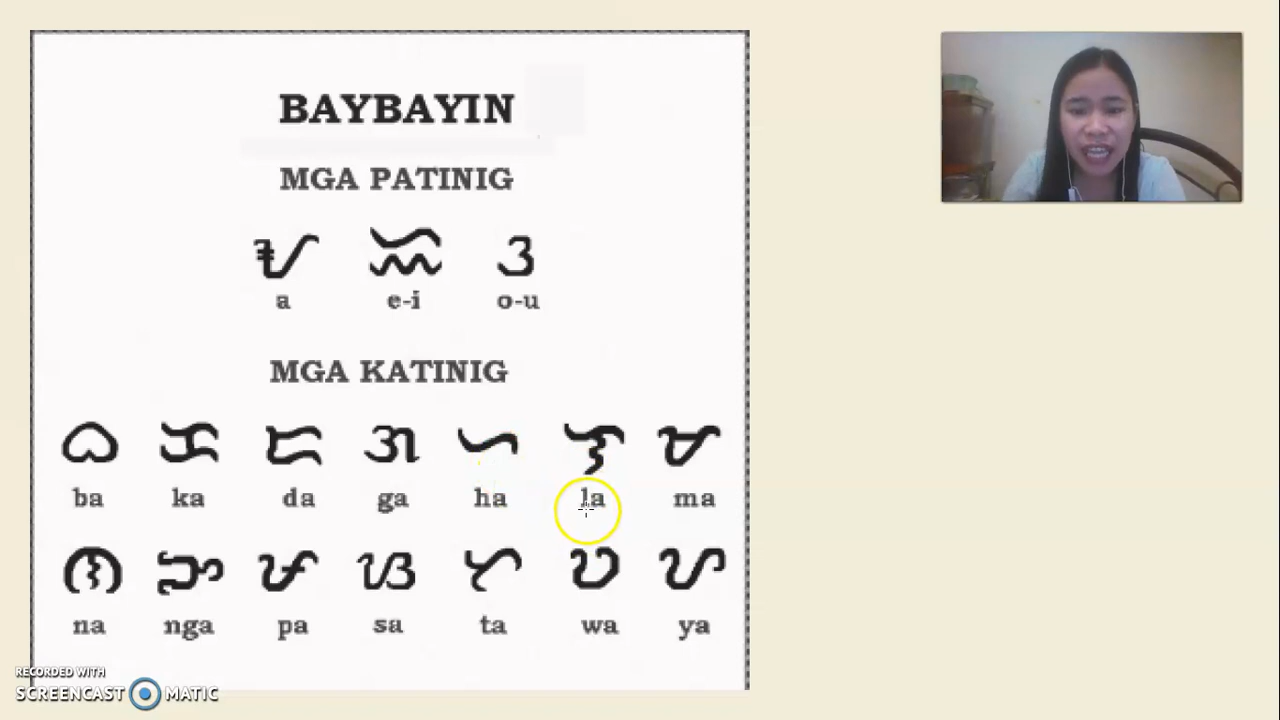 BAYBAYIN
MGA PATINIG
ᜀ ᜁ ᜂ
a e-i o-u
MGA KATINIG
ᜊ ᜃ ᜇ ᜄ ᜑ ᜎ ᜋ
ba ka da ga ha la ma
ᜈ ᜅ ᜉ ᜐ ᜆ ᜏ ᜌ
na nga pa sa ta wa ya
RECORDED WITH
SCREENCAST MATIC